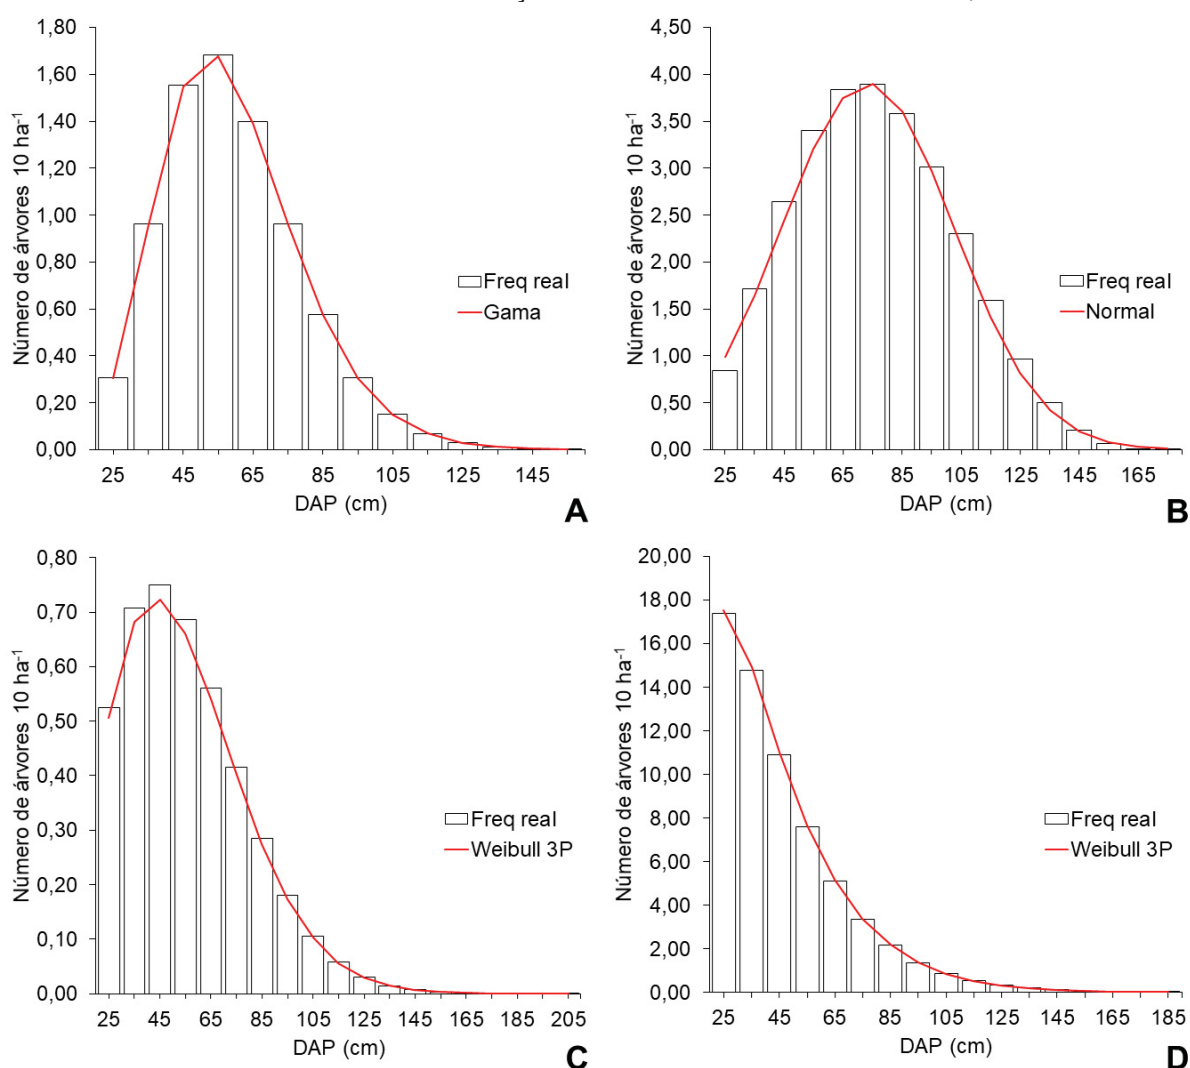 1,80
1,60
1,40
1,20
1,00
0,80
0,60
0,40
0,20
0,00
Número de árvores 10 ha-1
Freq real
Gama
25 45 65 85 105 125 145
DAP (cm)
A
4,50
4,00
3,50
3,00
2,50
2,00
1,50
1,00
0,50
0,00
Número de árvores 10 ha-1
Freq real
Normal
25 45 65 85 105 125 145 165
DAP (cm)
B
0,80
0,70
0,60
0,50
0,40
0,30
0,20
0,10
0,00
Número de árvores 10 ha-1
Freq real
Weibull 3P
25 45 65 85 105 125 145 165 185 205
DAP (cm)
C
20,00
18,00
16,00
14,00
12,00
10,00
8,00
6,00
4,00
2,00
0,00
Número de árvores 10 ha-1
Freq real
Weibull 3P
25 45 65 85 105 125 145 165 189
DAP (cm)
D